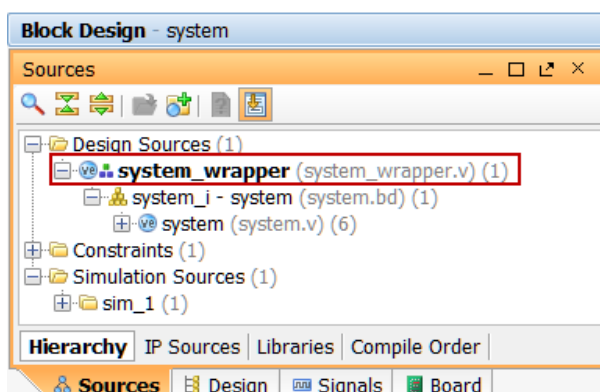 Block Design - system
Sources
Design Sources (1)
system_wrapper (system_wrapper.v) (1)
system_i - system (system.bd) (1)
system (system.v) (6)
Constraints (1)
Simulation Sources (1)
sim_1 (1)
Hierarchy IP Sources Libraries Compile Order
Sources Design Signals Board